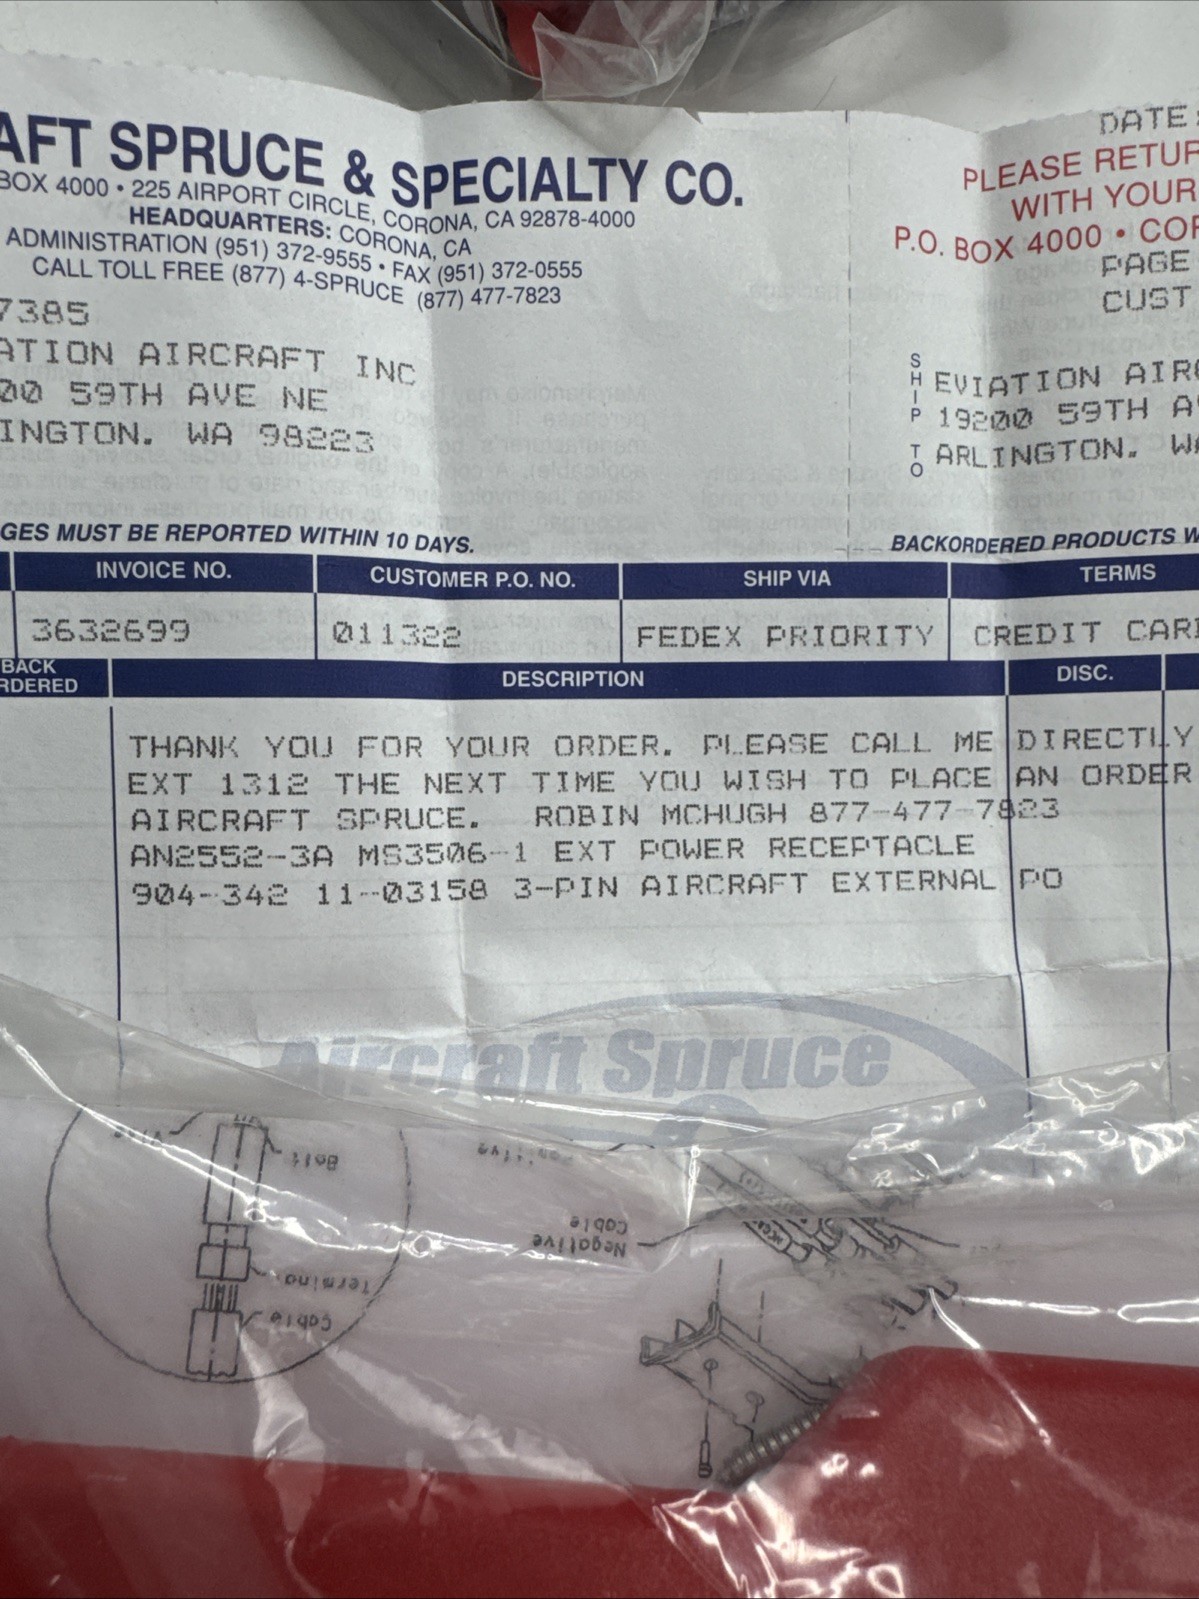 AFT SPRUCE & SPECIALTY CO.
BOX 4000 • 225 AIRPORT CIRCLE, CORONA, CA 92878-4000
HEADQUARTERS: CORONA, CA
ADMINISTRATION (951) 372-9555 • FAX (951) 372-0555
CALL TOLL FREE (877) 4-SPRUCE (877) 477-7823
DATE:
PLEASE RETUR
WITH YOUR
P.O. BOX 4000 • COR
PAGE
CUST
7385
ATION AIRCRAFT INC
00 59TH AVE NE
INGTON. WA 98223
SHIP TO
EVIATION AIR
19200 59TH A
ARLINGTON. WA
GES MUST BE REPORTED WITHIN 10 DAYS.
BACKORDERED PRODUCTS W
INVOICE NO. CUSTOMER P.O. NO. SHIP VIA TERMS
3632699 011322 FEDEX PRIORITY CREDIT CAR
BACK
RDERED
DESCRIPTION DISC.
THANK YOU FOR YOUR ORDER. PLEASE CALL ME DIRECTLY
EXT 1312 THE NEXT TIME YOU WISH TO PLACE AN ORDER
AIRCRAFT SPRUCE. ROBIN MCHUGH 877-477-7823
AN2552-3A MS3506-1 EXT POWER RECEPTACLE
904-342 11-03158 3-PIN AIRCRAFT EXTERNAL PO
Aircraft Spruce
Bolt
Negative
Cable
Terminal
Cable